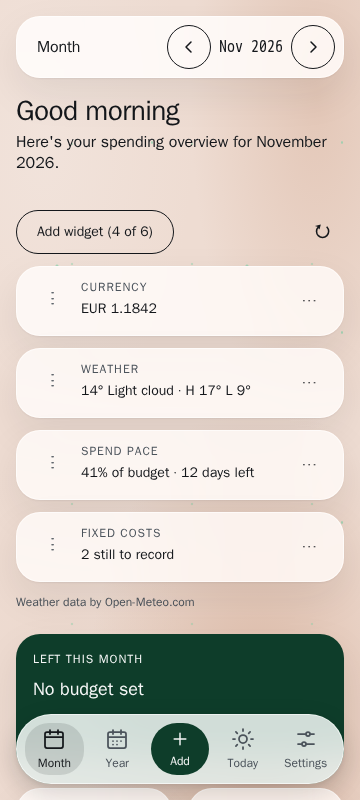 Month
Nov 2026
Good morning
Here's your spending overview for November
2026.
Add widget (4 of 6)
CURRENCY
EUR 1.1842
WEATHER
14° Light cloud · H 17° L 9°
SPEND PACE
41% of budget · 12 days left
FIXED COSTS
2 still to record
Weather data by Open-Meteo.com
LEFT THIS MONTH
No budget set
Month
Year
Add
Today
Settings